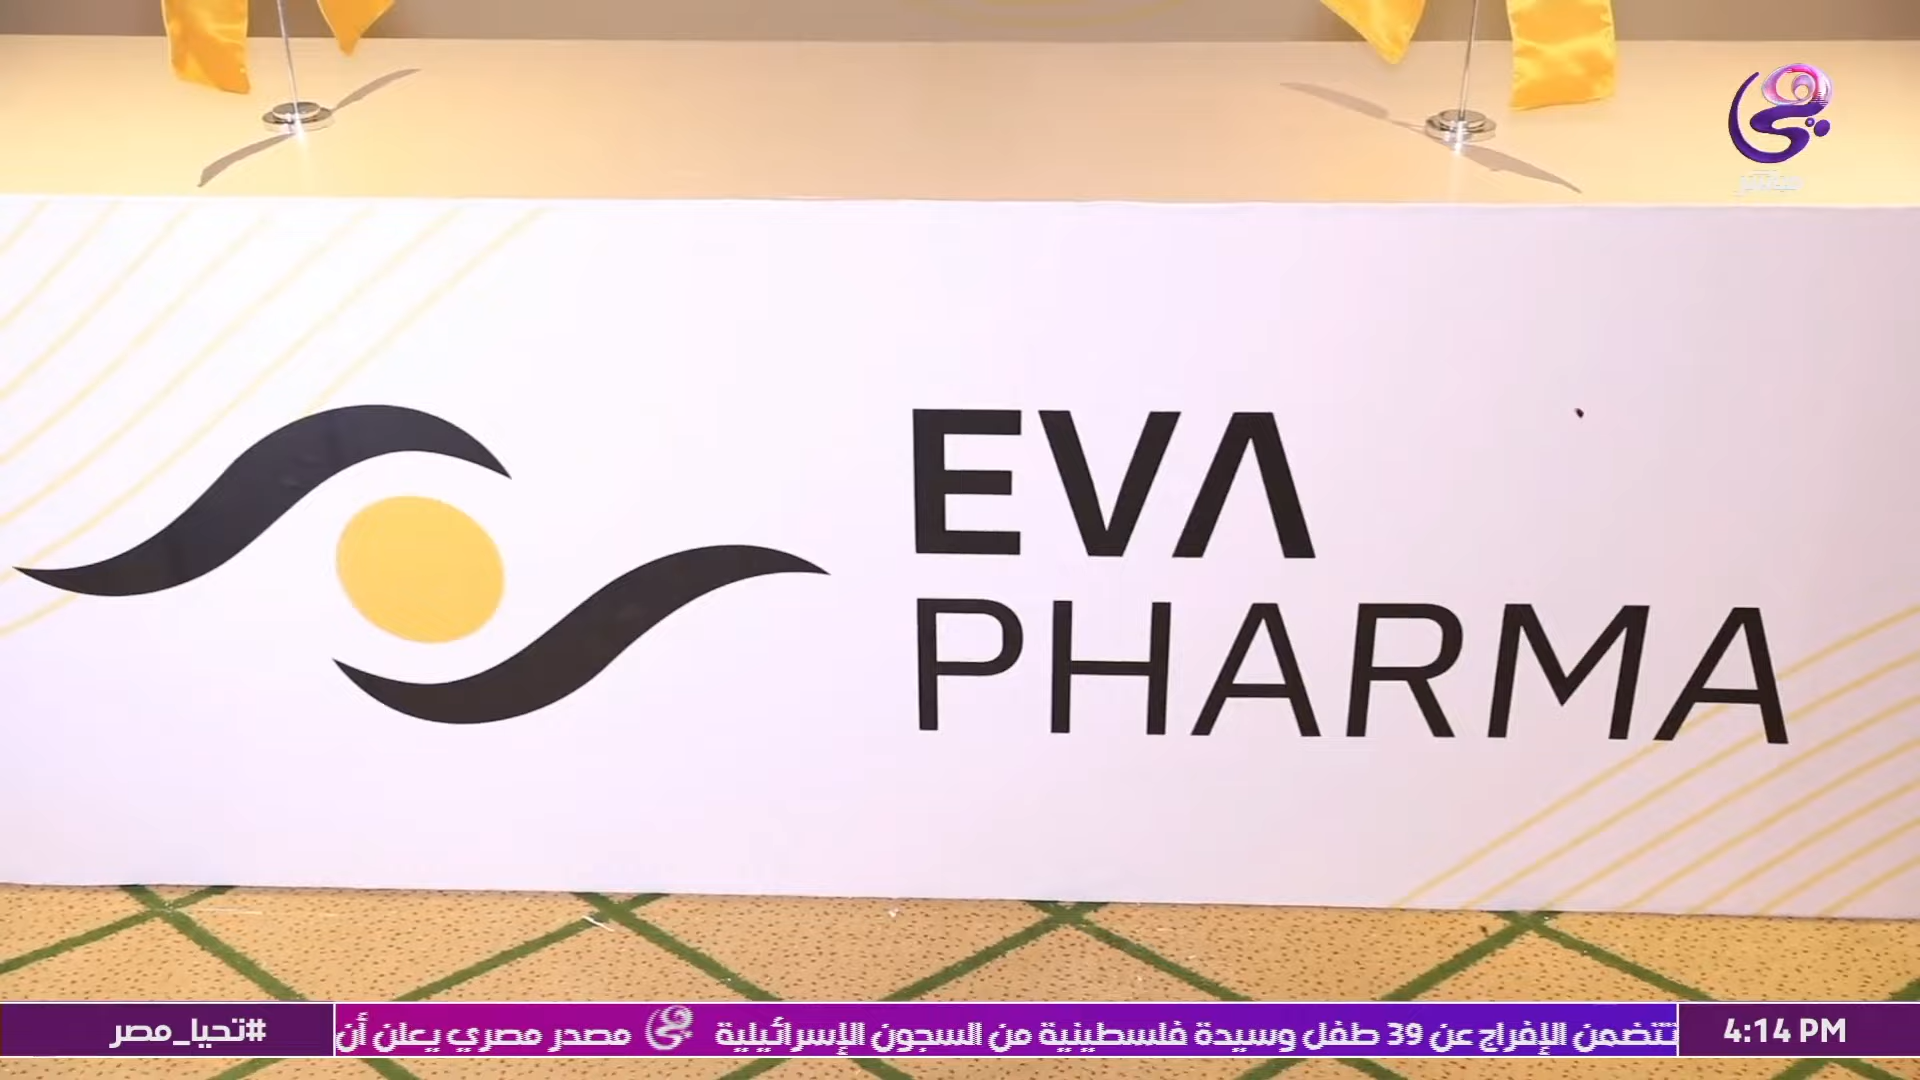 EVA
PHARMA
4:14 PM
تتضمن الإفراج عن 39 طفل وسيدة فلسطينية من السجون الإسرائيلية مصدر مصري يعلن أن
#تحيا_مصر